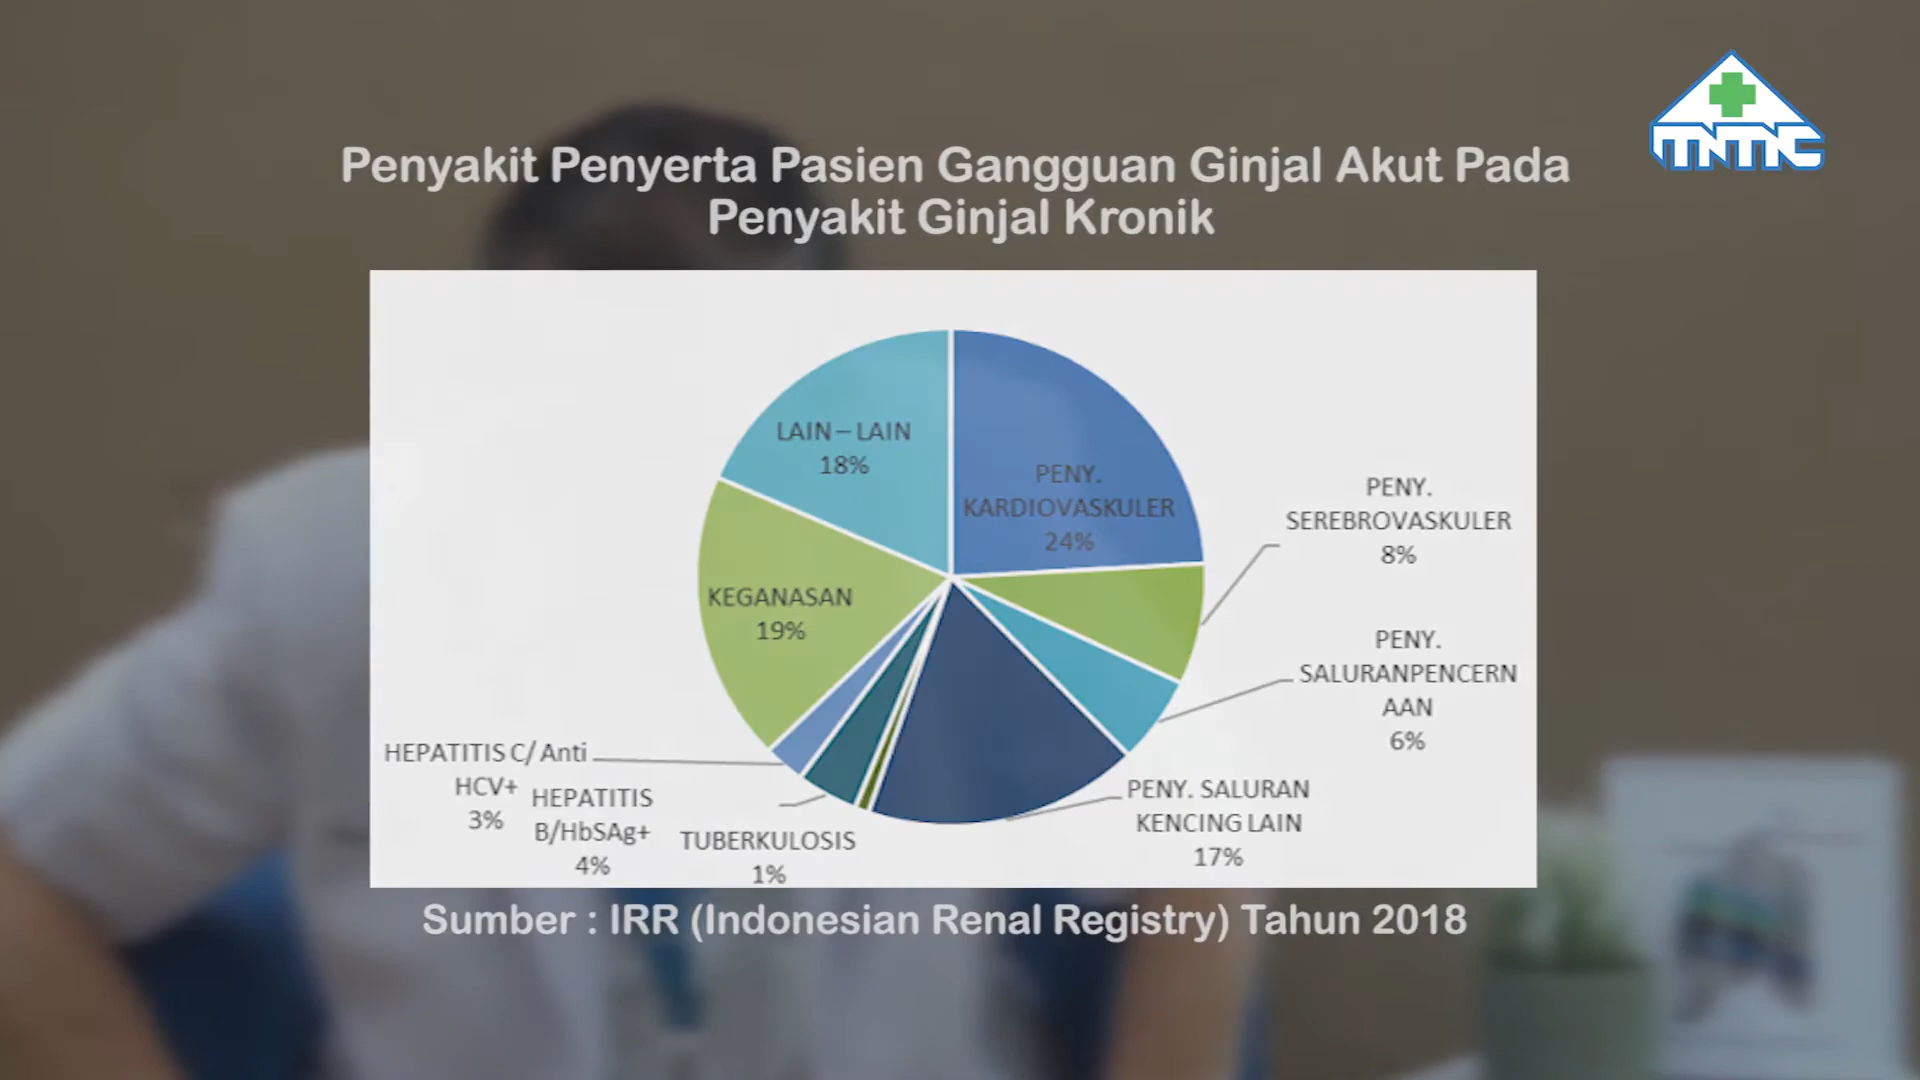 TNTNC
Penyakit Penyerta Pasien Gangguan Ginjal Akut Pada
Penyakit Ginjal Kronik
LAIN – LAIN
18%
PENY.
KARDIOVASKULER
24%
PENY.
SEREBROVASKULER
8%
KEGANASAN
19%
PENY.
SALURANPENCERN
AAN
6%
HEPATITIS C/ Anti
HCV+
3%
HEPATITIS
B/HbSAg+
4%
TUBERKULOSIS
1%
PENY. SALURAN
KENCING LAIN
17%
Sumber : IRR (Indonesian Renal Registry) Tahun 2018